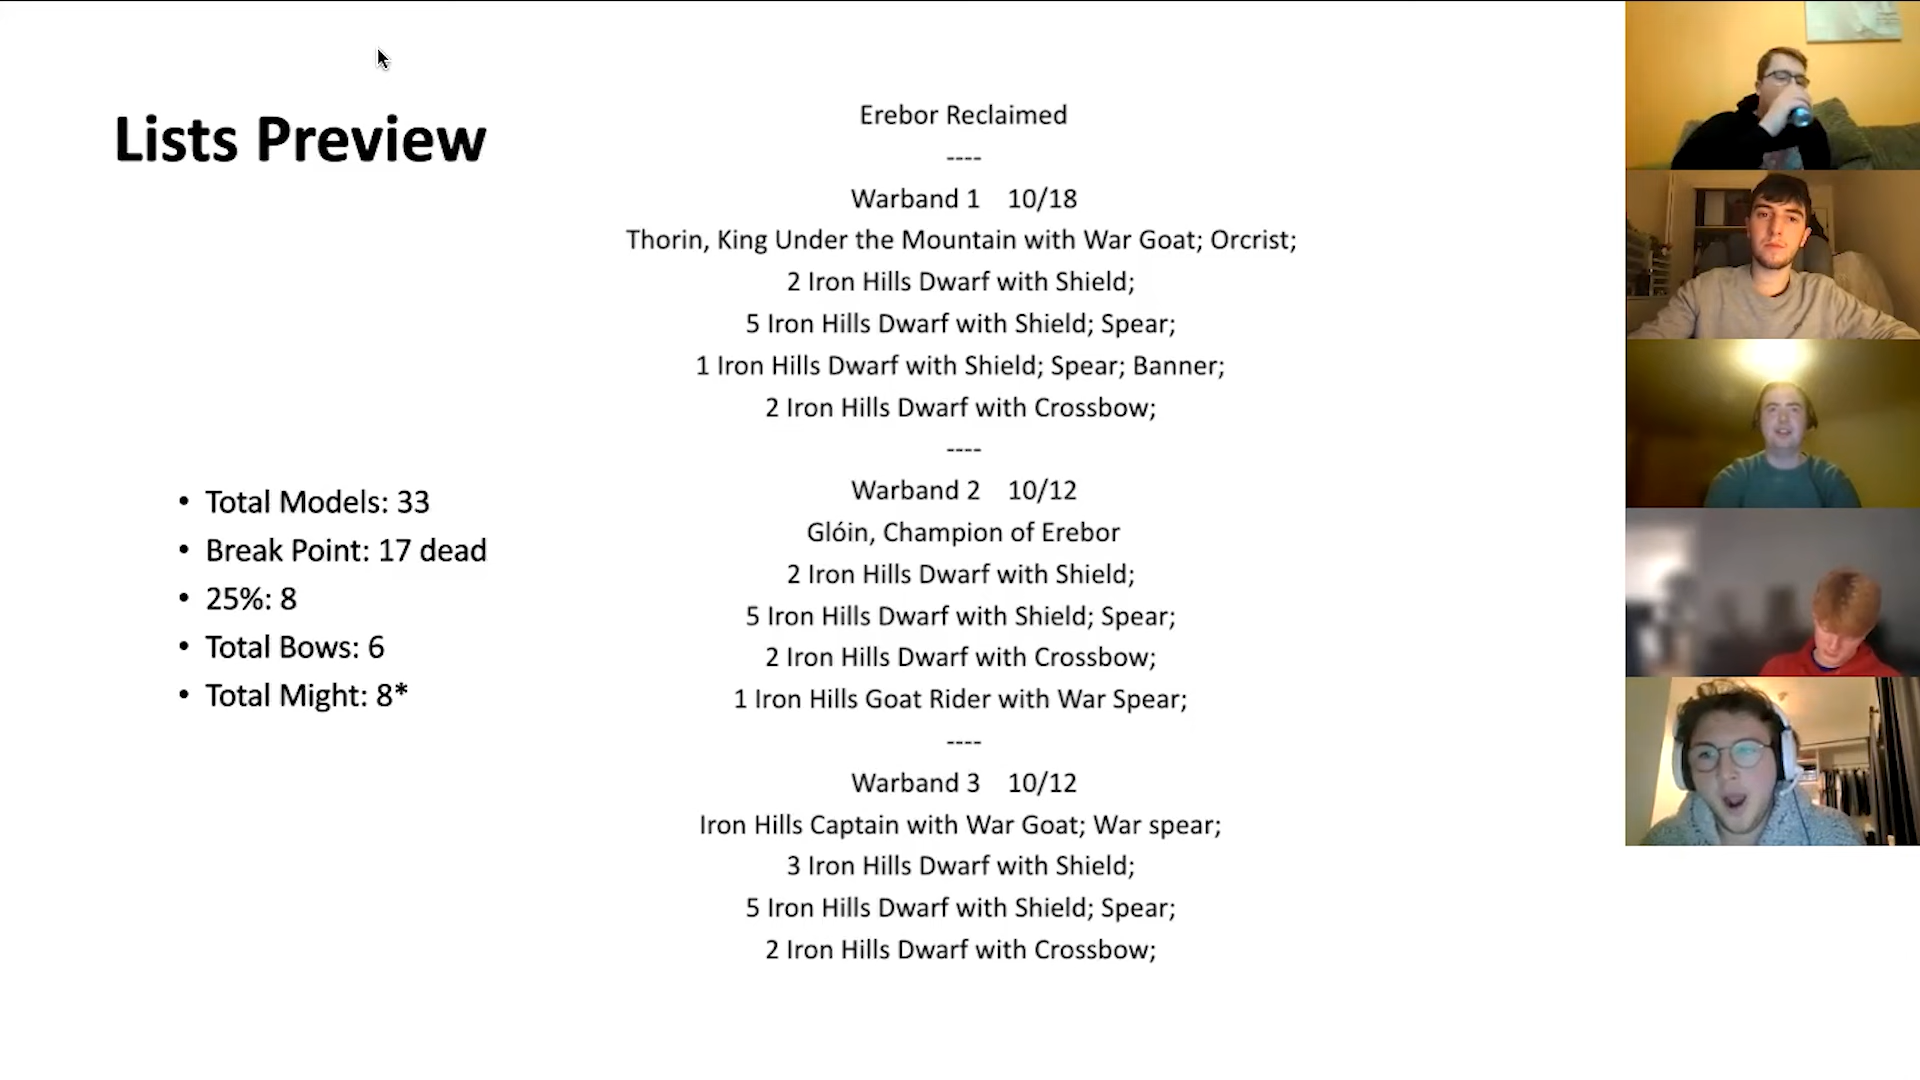 Lists Preview
Total Models: 33
Break Point: 17 dead
25%: 8
Total Bows: 6
Total Might: 8*
Erebor Reclaimed
----
Warband 1 10/18
Thorin, King Under the Mountain with War Goat; Orcrist;
2 Iron Hills Dwarf with Shield;
5 Iron Hills Dwarf with Shield; Spear;
1 Iron Hills Dwarf with Shield; Spear; Banner;
2 Iron Hills Dwarf with Crossbow;
----
Warband 2 10/12
Glóin, Champion of Erebor
2 Iron Hills Dwarf with Shield;
5 Iron Hills Dwarf with Shield; Spear;
2 Iron Hills Dwarf with Crossbow;
1 Iron Hills Goat Rider with War Spear;
----
Warband 3 10/12
Iron Hills Captain with War Goat; War spear;
3 Iron Hills Dwarf with Shield;
5 Iron Hills Dwarf with Shield; Spear;
2 Iron Hills Dwarf with Crossbow;